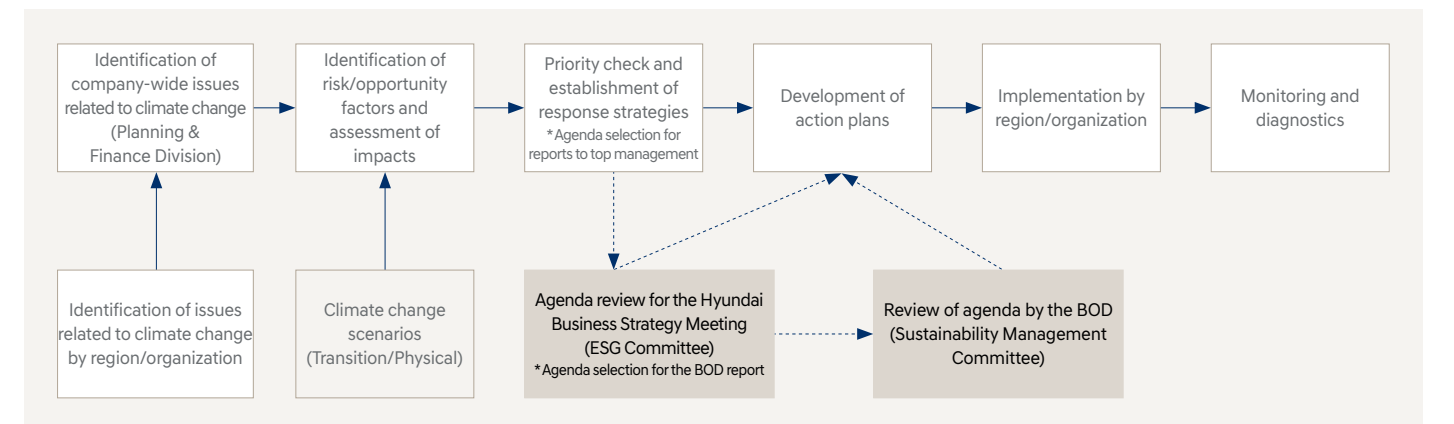 Identification of
company-wide issues
related to climate change
(Planning &
Finance Division)
Identification of
risk/opportunity
factors and
assessment of
impacts
Priority check and
establishment of
response strategies
*Agenda selection for
reports to top management
Development of
action plans
Implementation by
region/organization
Monitoring and
diagnostics
Identification of issues
related to climate change
by region/organization
Climate change
scenarios
(Transition/Physical)
Agenda review for the Hyundai
Business Strategy Meeting
(ESG Committee)
*Agenda selection for the BOD report
Review of agenda by the BOD
(Sustainability Management
Committee)